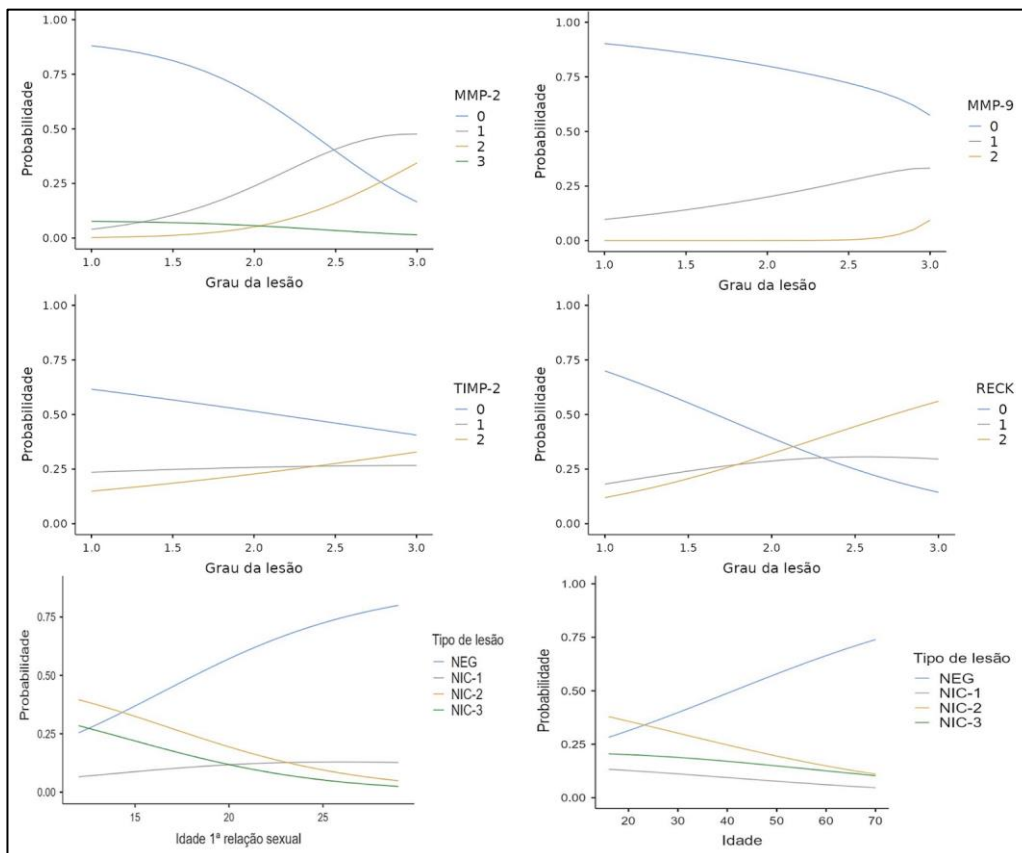 1.00
0.75
0.50
0.25
0.00
Probabilidade
1.0 1.5 2.0 2.5 3.0
Grau da lesão
MMP-2
0
1
2
3
1.00
0.75
0.50
0.25
0.00
Probabilidade
1.0 1.5 2.0 2.5 3.0
Grau da lesão
MMP-9
0
1
2
1.00
0.75
0.50
0.25
0.00
Probabilidade
1.0 1.5 2.0 2.5 3.0
Grau da lesão
TIMP-2
0
1
2
1.00
0.75
0.50
0.25
0.00
Probabilidade
1.0 1.5 2.0 2.5 3.0
Grau da lesão
RECK
0
1
2
0.75
0.50
0.25
0.00
Probabilidade
15 20 25
Idade 1ª relação sexual
Tipo de lesão
NEG
NIC-1
NIC-2
NIC-3
1.00
0.75
0.50
0.25
0.00
Probabilidade
20 30 40 50 60 70
Idade
Tipo de lesão
NEG
NIC-1
NIC-2
NIC-3